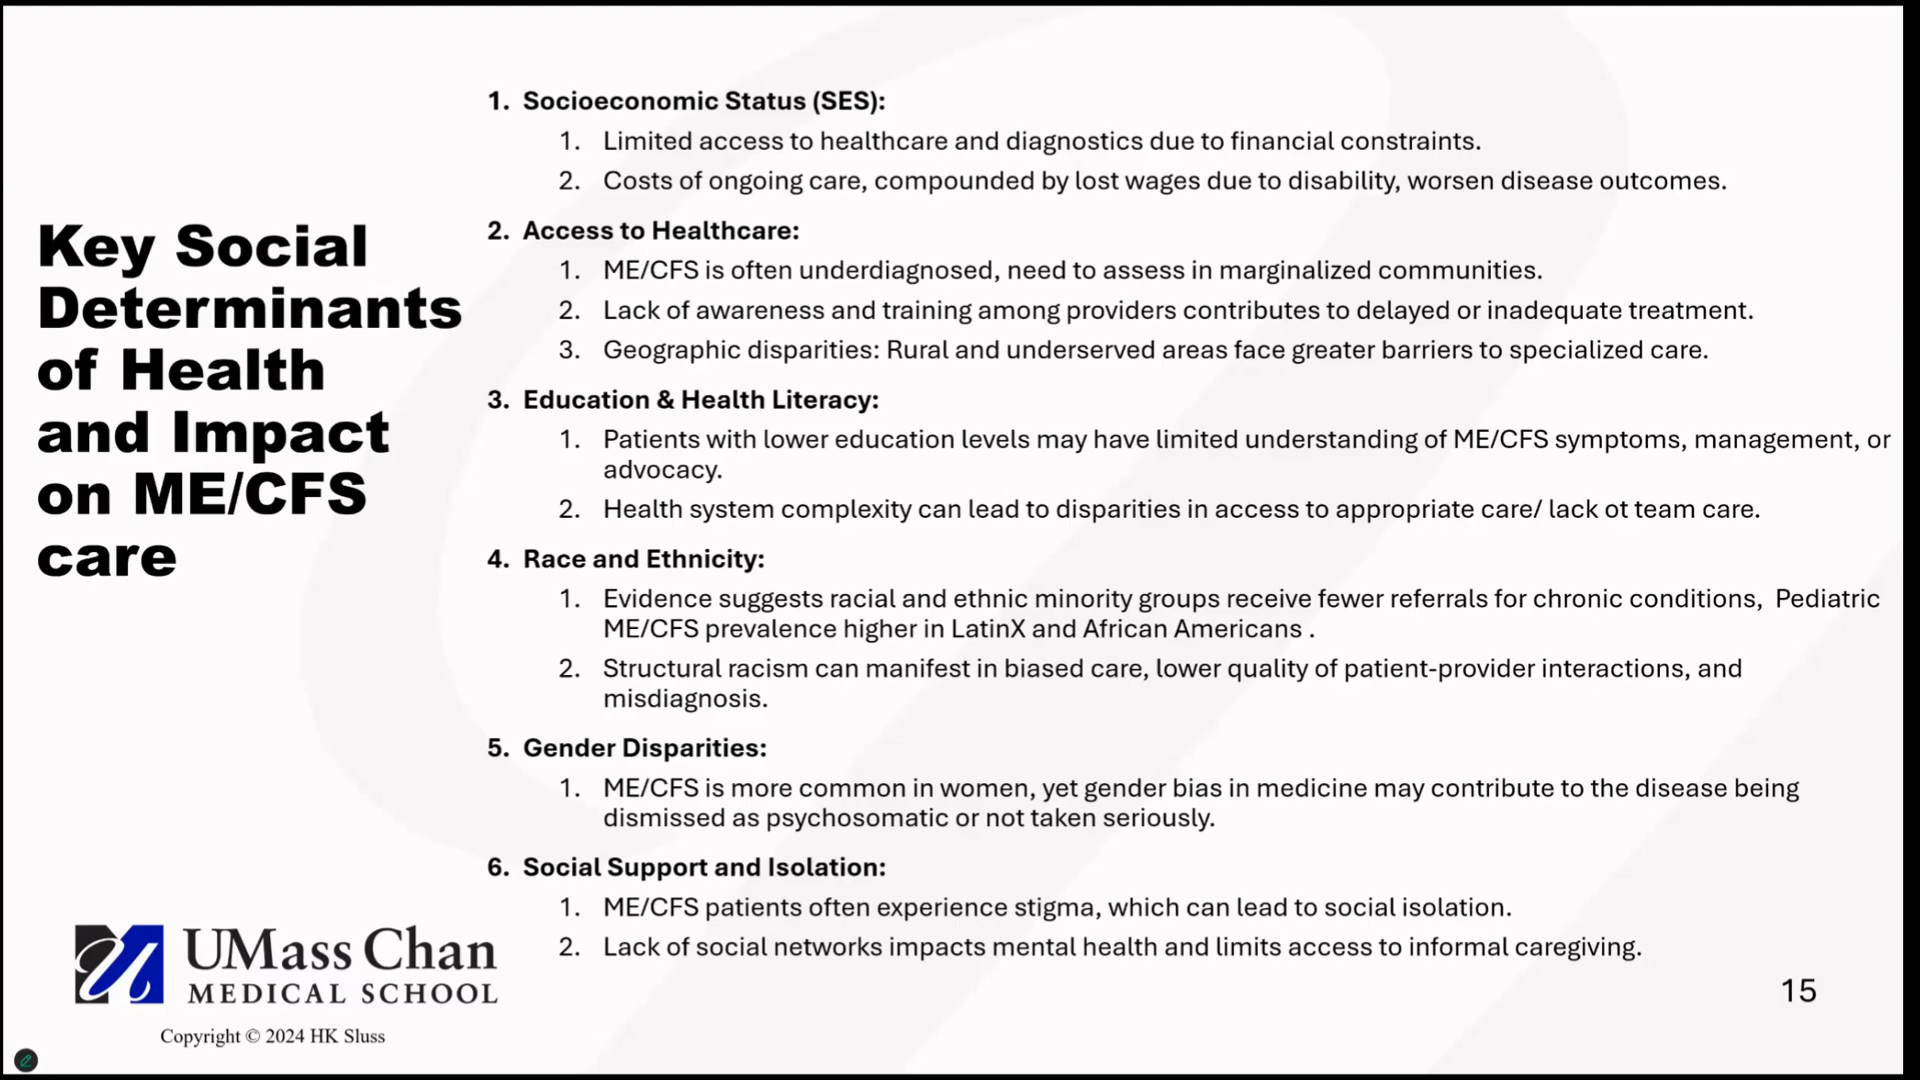 Key Social
Determinants
of Health
and Impact
on ME/CFS
care
1. Socioeconomic Status (SES):
1. Limited access to healthcare and diagnostics due to financial constraints.
2. Costs of ongoing care, compounded by lost wages due to disability, worsen disease outcomes.
2. Access to Healthcare:
1. ME/CFS is often underdiagnosed, need to assess in marginalized communities.
2. Lack of awareness and training among providers contributes to delayed or inadequate treatment.
3. Geographic disparities: Rural and underserved areas face greater barriers to specialized care.
3. Education & Health Literacy:
1. Patients with lower education levels may have limited understanding of ME/CFS symptoms, management, or
advocacy.
2. Health system complexity can lead to disparities in access to appropriate care/ lack ot team care.
4. Race and Ethnicity:
1. Evidence suggests racial and ethnic minority groups receive fewer referrals for chronic conditions,  Pediatric
ME/CFS prevalence higher in LatinX and African Americans .
2. Structural racism can manifest in biased care, lower quality of patient-provider interactions, and
misdiagnosis.
5. Gender Disparities:
1. ME/CFS is more common in women, yet gender bias in medicine may contribute to the disease being
dismissed as psychosomatic or not taken seriously.
6. Social Support and Isolation:
1. ME/CFS patients often experience stigma, which can lead to social isolation.
2. Lack of social networks impacts mental health and limits access to informal caregiving.
UMass Chan
MEDICAL SCHOOL
Copyright © 2024 HK Sluss
15